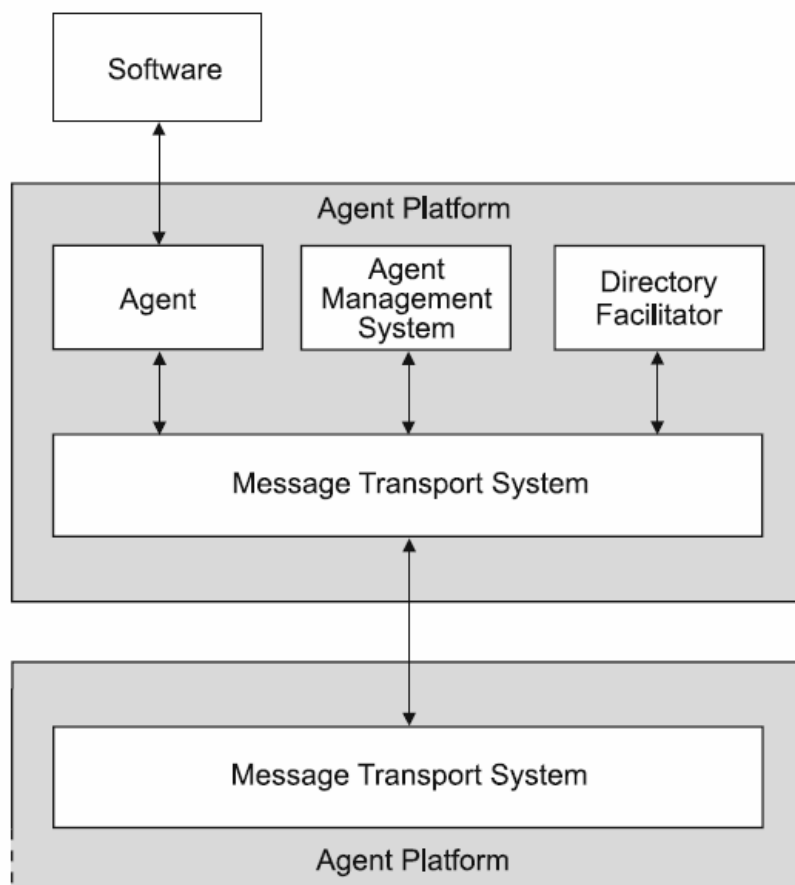 Software
Agent Platform
Agent
Agent
Management
System
Directory
Facilitator
Message Transport System
Message Transport System
Agent Platform